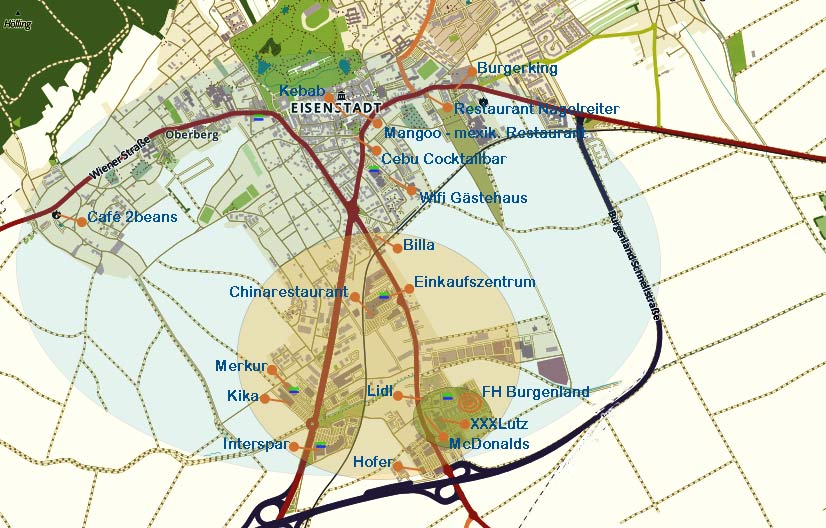 Hölling
Burgerking
Kebab
EISENSTADT
Restaurant Nagelreiter
Oberberg
Mangoo - mexik. Restaurant
Wiener Straße
Cebu Cocktailbar
Wifi Gästehaus
Café 2beans
Burgenland Schnellstraße
Billa
Einkaufszentrum
Chinarestaurant
Merkur
Kika
Lidl
FH Burgenland
XXXLutz
Interspar
McDonalds
Hofer